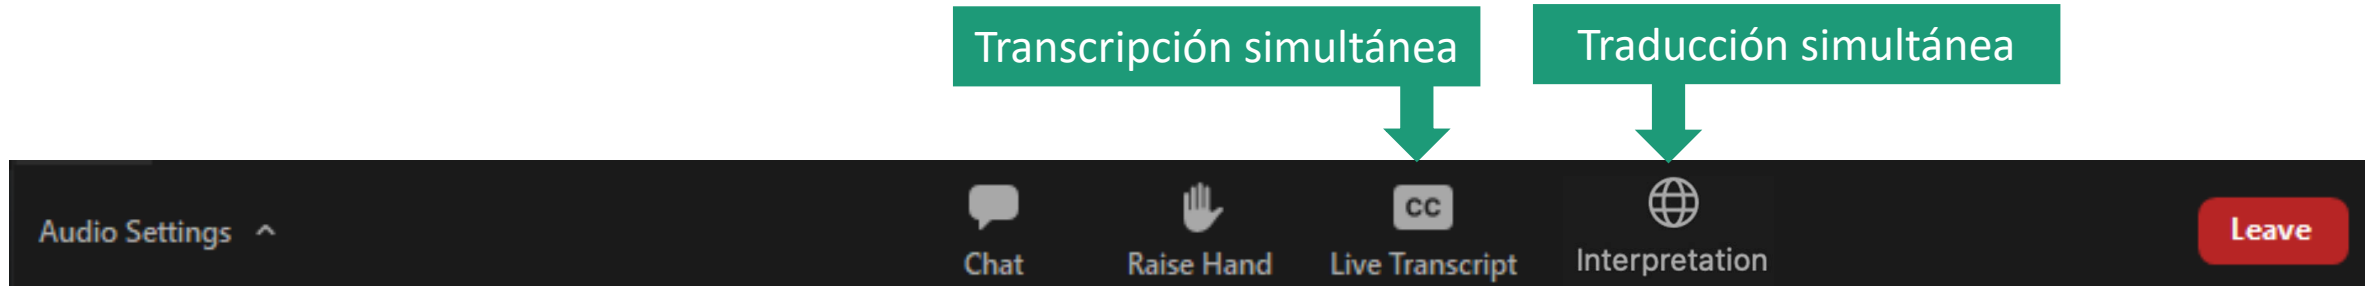 Transcripción simultánea
Traducción simultánea
Audio Settings
CC
Chat
Raise Hand
Live Transcript
Interpretation
Leave